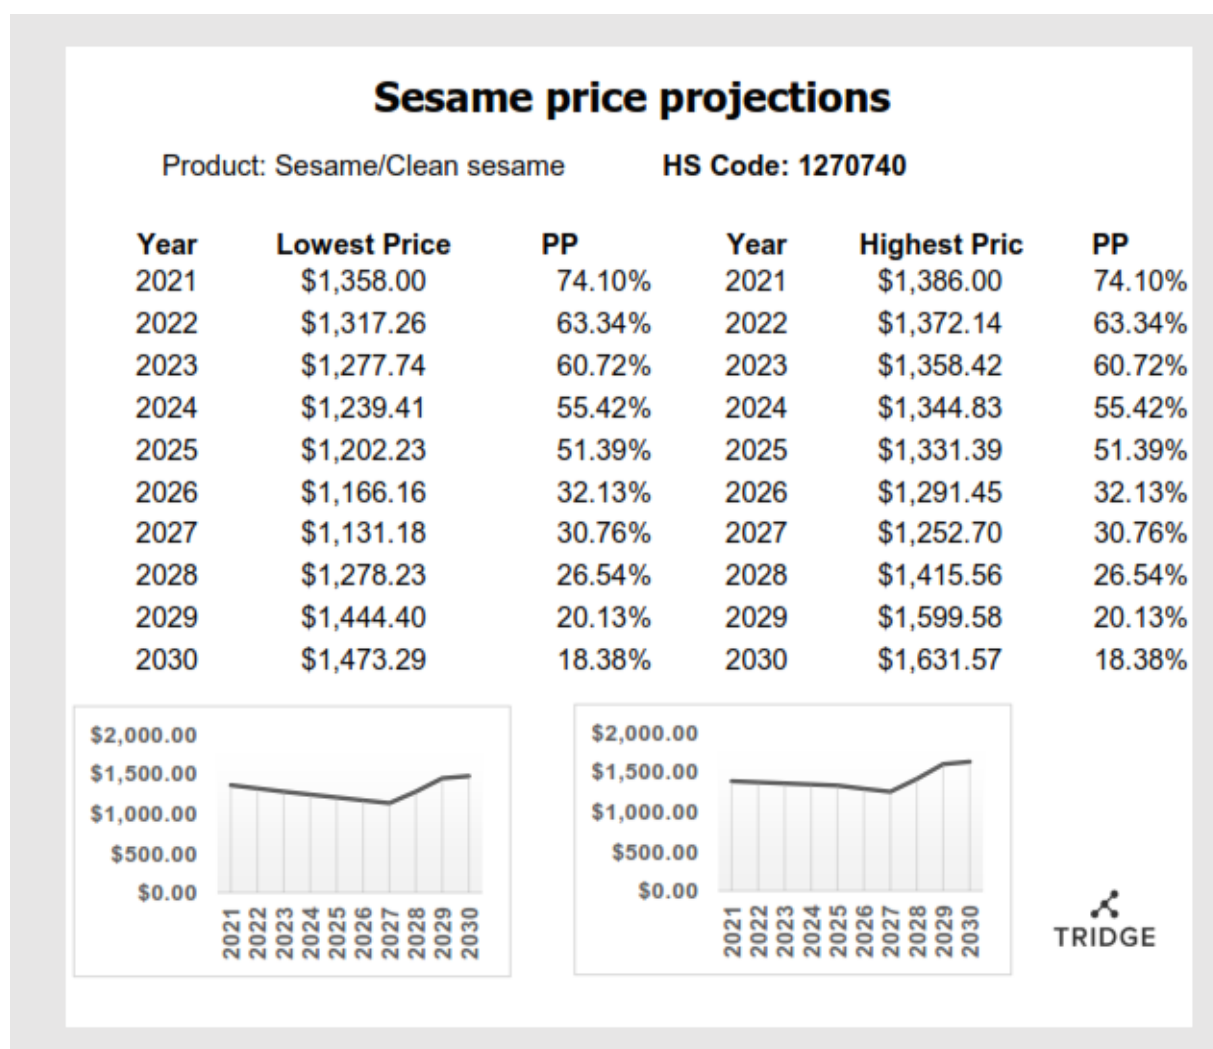 Sesame price projections
Product: Sesame/Clean sesame HS Code: 1270740
Year Lowest Price PP Year Highest Pric PP
2021 $1,358.00 74.10% 2021 $1,386.00 74.10%
2022 $1,317.26 63.34% 2022 $1,372.14 63.34%
2023 $1,277.74 60.72% 2023 $1,358.42 60.72%
2024 $1,239.41 55.42% 2024 $1,344.83 55.42%
2025 $1,202.23 51.39% 2025 $1,331.39 51.39%
2026 $1,166.16 32.13% 2026 $1,291.45 32.13%
2027 $1,131.18 30.76% 2027 $1,252.70 30.76%
2028 $1,278.23 26.54% 2028 $1,415.56 26.54%
2029 $1,444.40 20.13% 2029 $1,599.58 20.13%
2030 $1,473.29 18.38% 2030 $1,631.57 18.38%
$2,000.00
$1,500.00
$1,000.00
$500.00
$0.00
2021 2022 2023 2024 2025 2026 2027 2028 2029 2030
$2,000.00
$1,500.00
$1,000.00
$500.00
$0.00
2021 2022 2023 2024 2025 2026 2027 2028 2029 2030
TRIDGE